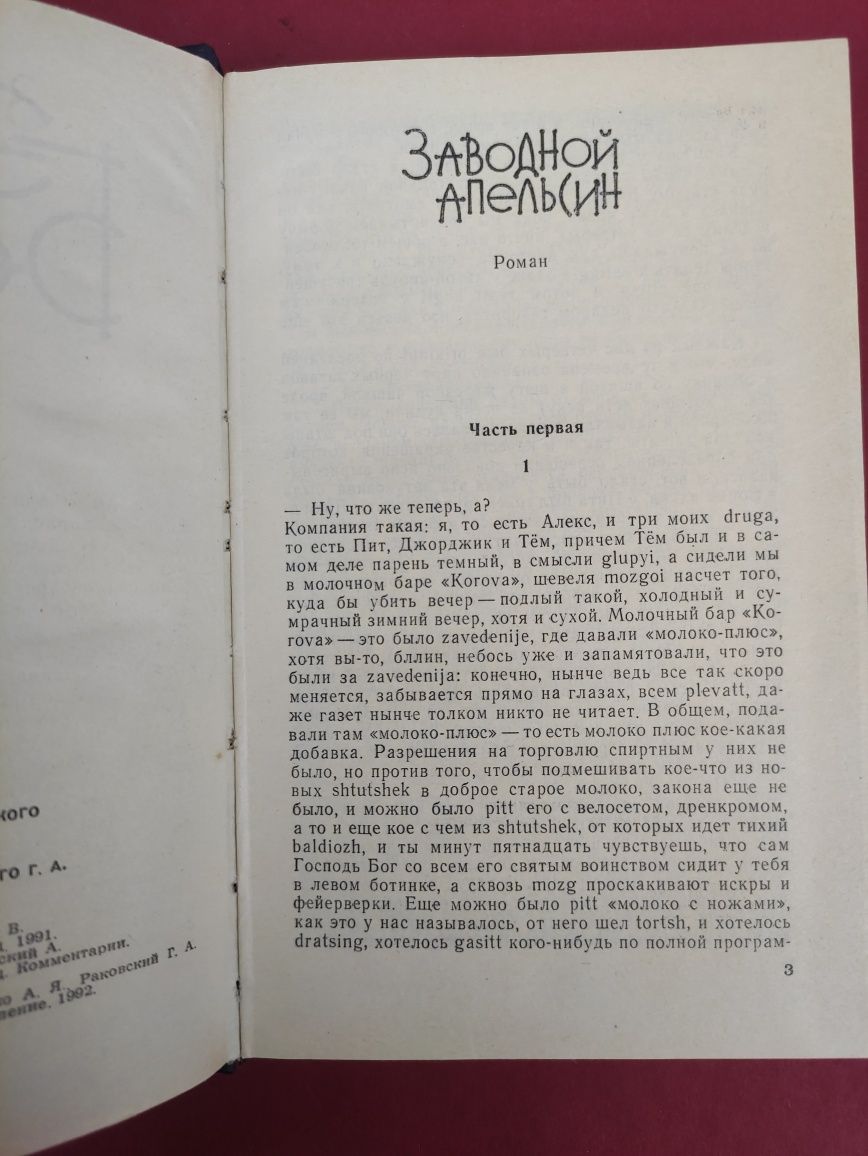 ЗАВОДНОЙ
АПЕЛЬСИН
Роман
Часть первая
1
— Ну, что же теперь, а?
Компания такая: я, то есть Алекс, и три моих druga,
то есть Пит, Джорджик и Тём, причем Тём был и в са-
мом деле парень темный, в смысли glupyi, а сидели мы
в молочном баре «Korova», шевеля mozgoi насчет того,
куда бы убить вечер — подлый такой, холодный и су-
мрачный зимний вечер, хотя и сухой. Молочный бар «Ko-
rova» — это было zavedenije, где давали «молоко-плюс»,
хотя вы-то, бллин, небось уже и запамятовали, что это
были за zavedenija: конечно, нынче ведь все так скоро
меняется, забывается прямо на глазах, всем plevatt, да-
же газет нынче толком никто не читает. В общем, пода-
вали там «молоко-плюс» — то есть молоко плюс кое-какая
добавка. Разрешения на торговлю спиртным у них не
было, но против того, чтобы подмешивать кое-что из но-
вых shtutshek в доброе старое молоко, закона еще не
было, и можно было pitt его с велосетом, дренкромом,
а то и еще кое с чем из shtutshek, от которых идет тихий
baldiozh, и ты минут пятнадцать чувствуешь, что сам
Господь Бог со всем его святым воинством сидит у тебя
в левом ботинке, а сквозь mozg проскакивают искры и
фейерверки. Еще можно было pitt «молоко с ножами»,
как это у нас называлось, от него шел tortsh, и хотелось
dratsing, хотелось gasitt кого-нибудь по полной програм-
3
кого
го Г. А.
В.
1991.
ский А.
Комментарии.
А. Я. Раковский Г. А.
1992.